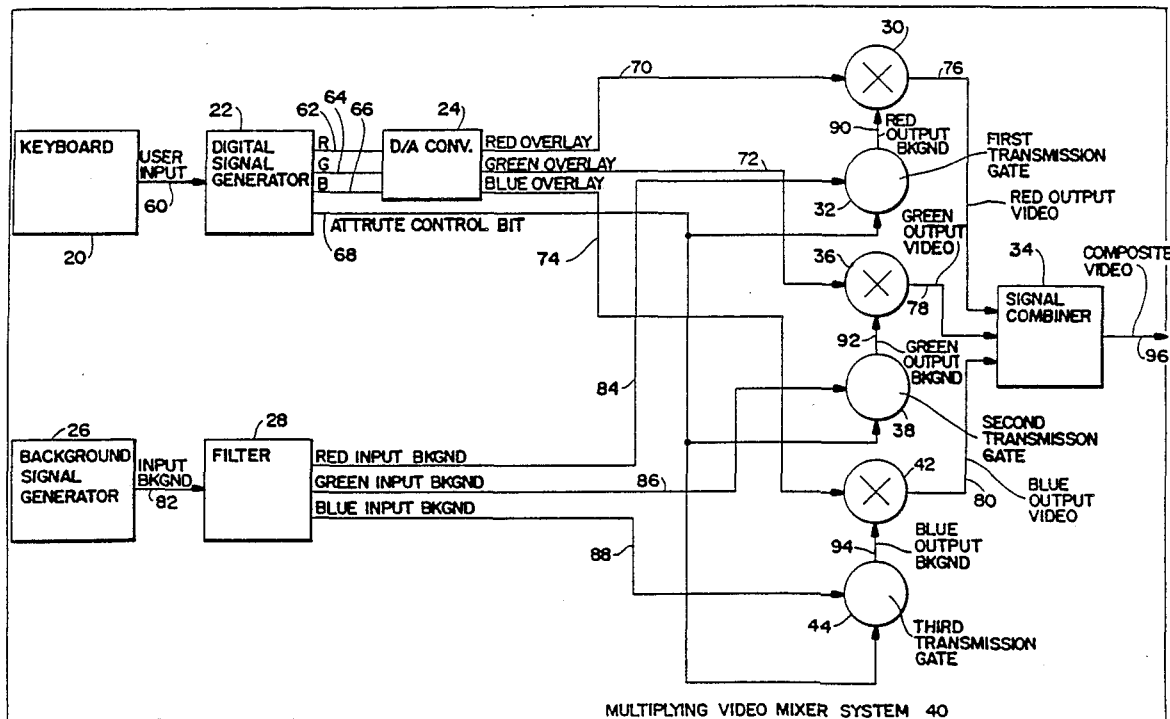 30
70
76
22
62
64
66
24
KEYBOARD
USER
INPUT
60
20
DIGITAL
SIGNAL
GENERATOR
R
G
B
D/A CONV.
RED OVERLAY
GREEN OVERLAY
BLUE OVERLAY
ATTRUTE CONTROL BIT
68
74
72
90
RED
OUTPUT
BKGND
FIRST
TRANSMISSION
GATE
32
RED OUTPUT
VIDEO
GREEN
OUTPUT
VIDEO
36
78
34
SIGNAL
COMBINER
COMPOSITE
VIDEO
96
92
GREEN
OUTPUT
BKGND
84
38
SECOND
TRANSMISSON
GATE
26
BACKGROUND
SIGNAL
GENERATOR
INPUT
BKGND
82
28
FILTER
RED INPUT BKGND
GREEN INPUT BKGND
BLUE INPUT BKGND
86
88
42
80
BLUE
OUTPUT
VIDEO
94
BLUE
OUTPUT
BKGND
44
THIRD
TRANSMISSION
GATE
MULTIPLYING VIDEO MIXER SYSTEM 40